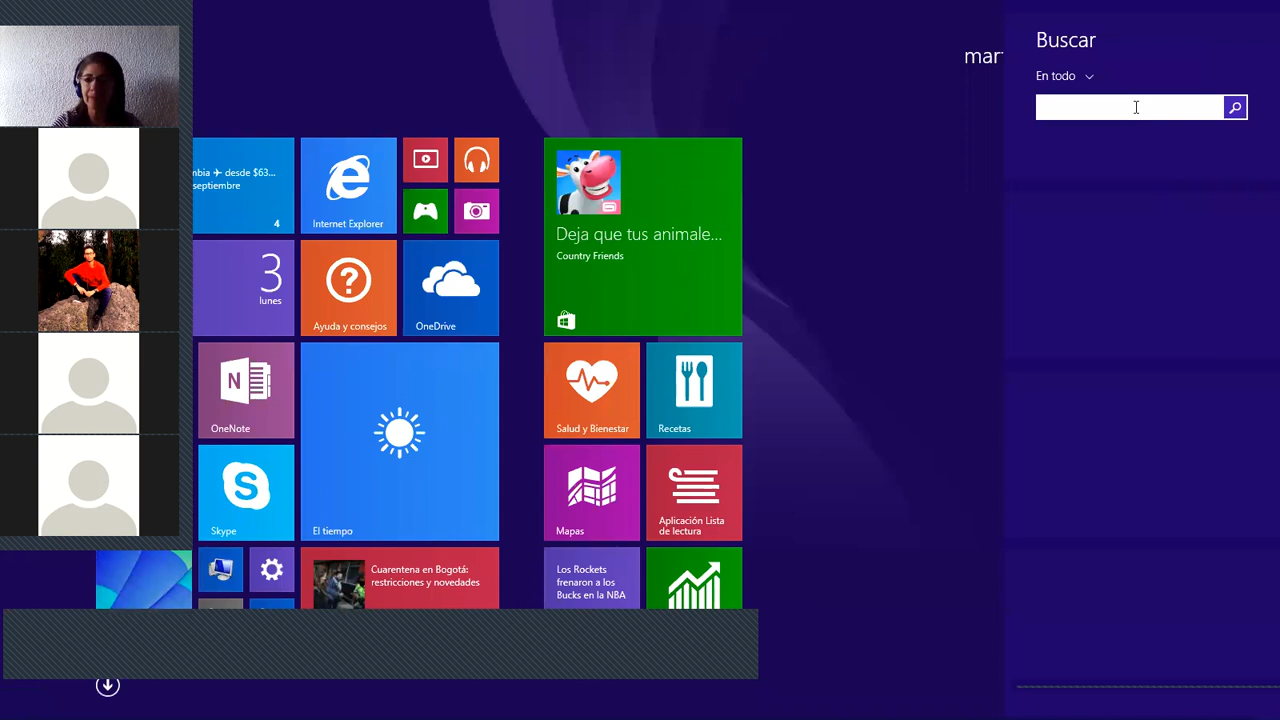 mar
Buscar
En todo
mbia ✈ desde $63...
septiembre
4
Internet Explorer
Deja que tus animale...
Country Friends
3
lunes
Ayuda y consejos
OneDrive
N
OneNote
El tiempo
Salud y Bienestar
Recetas
S
Skype
Mapas
Aplicación Lista
de lectura
Cuarentena en Bogotá:
restricciones y novedades
Los Rockets
frenaron a los
Bucks en la NBA